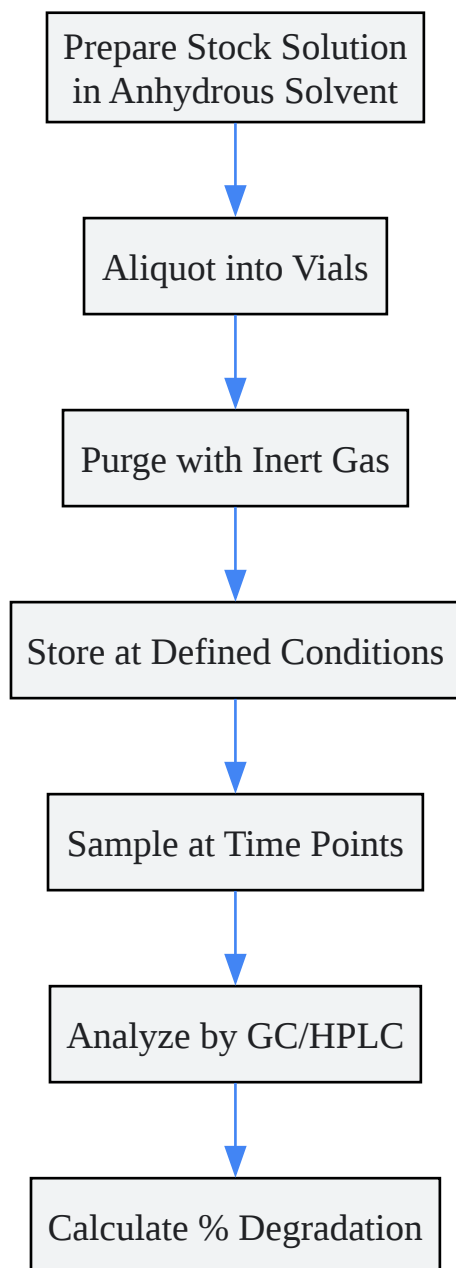 Prepare Stock Solution
in Anhydrous Solvent
Aliquot into Vials
Purge with Inert Gas
Store at Defined Conditions
Sample at Time Points
Analyze by GC/HPLC
Calculate % Degradation